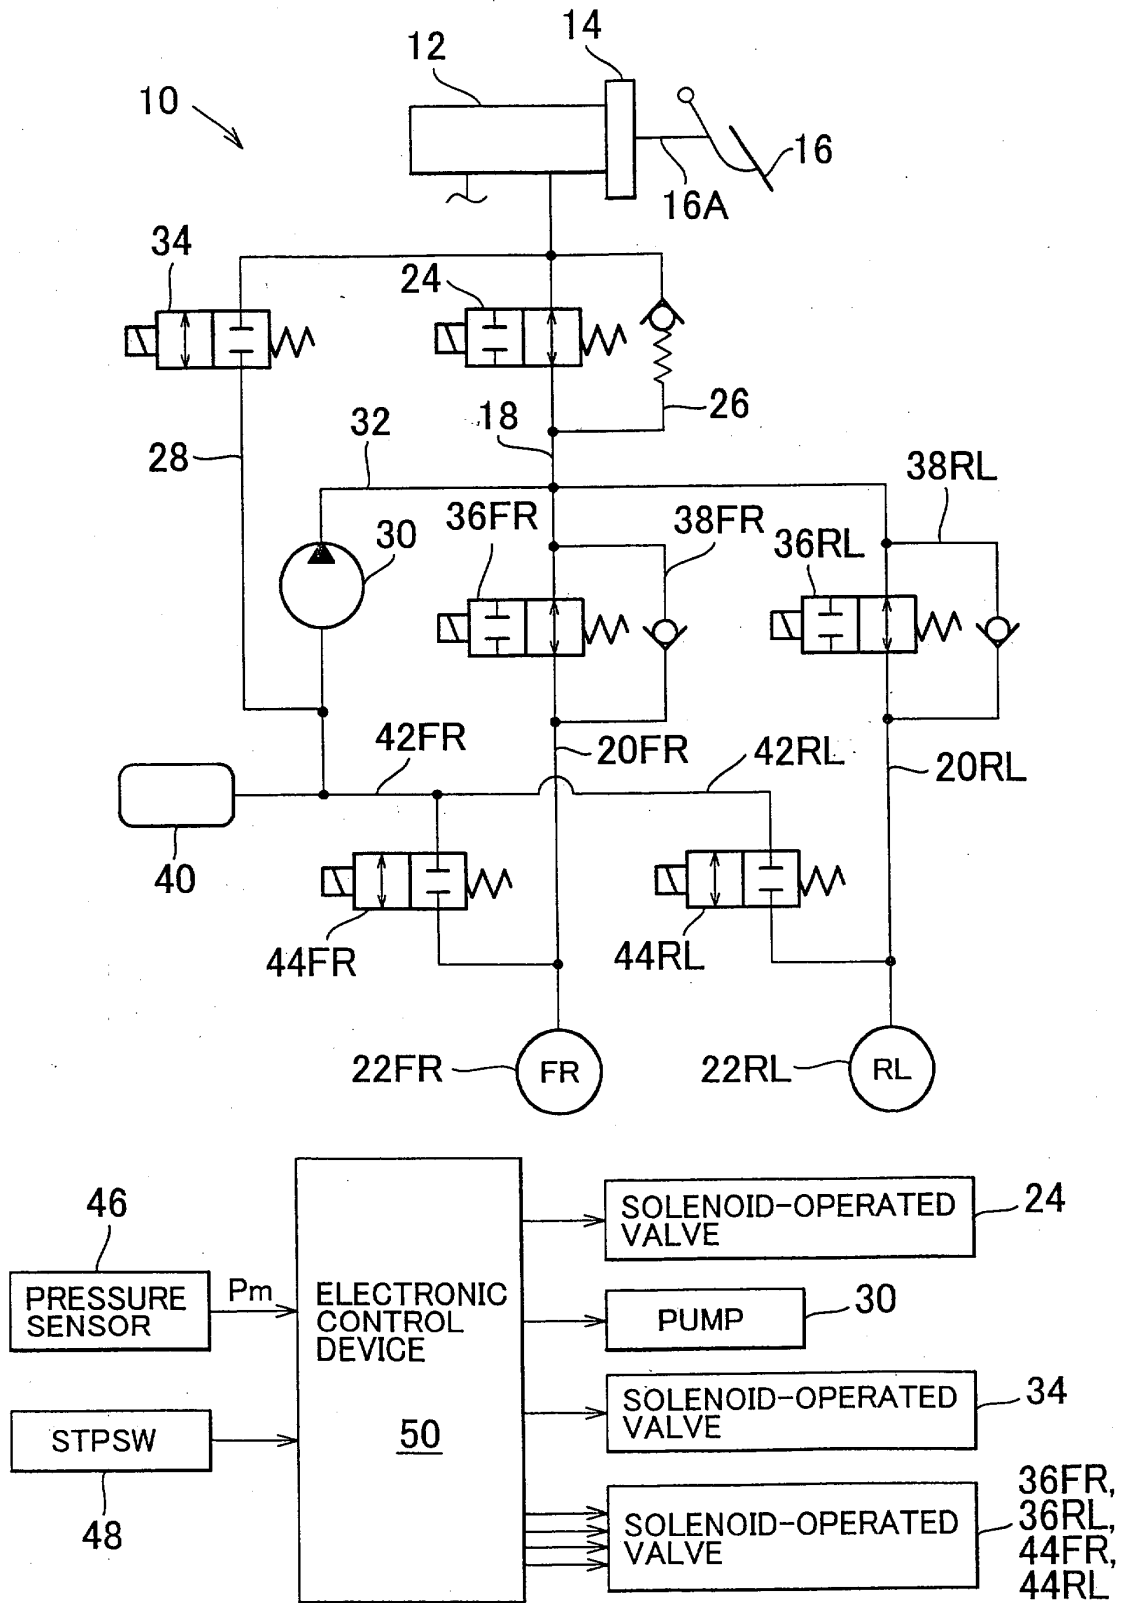 14
12
10
16
16A
34
24
26
18
32
28
38RL
36FR
38FR
30
36RL
42FR
20FR
42RL
20RL
40
44FR
44RL
22FR
FR
22RL
RL
46
SOLENOID-OPERATED
VALVE
24
PRESSURE
SENSOR
Pm
ELECTRONIC
CONTROL
DEVICE
50
PUMP
30
SOLENOID-OPERATED
VALVE
34
STPSW
48
SOLENOID-OPERATED
VALVE
36FR,
36RL,
44FR,
44RL